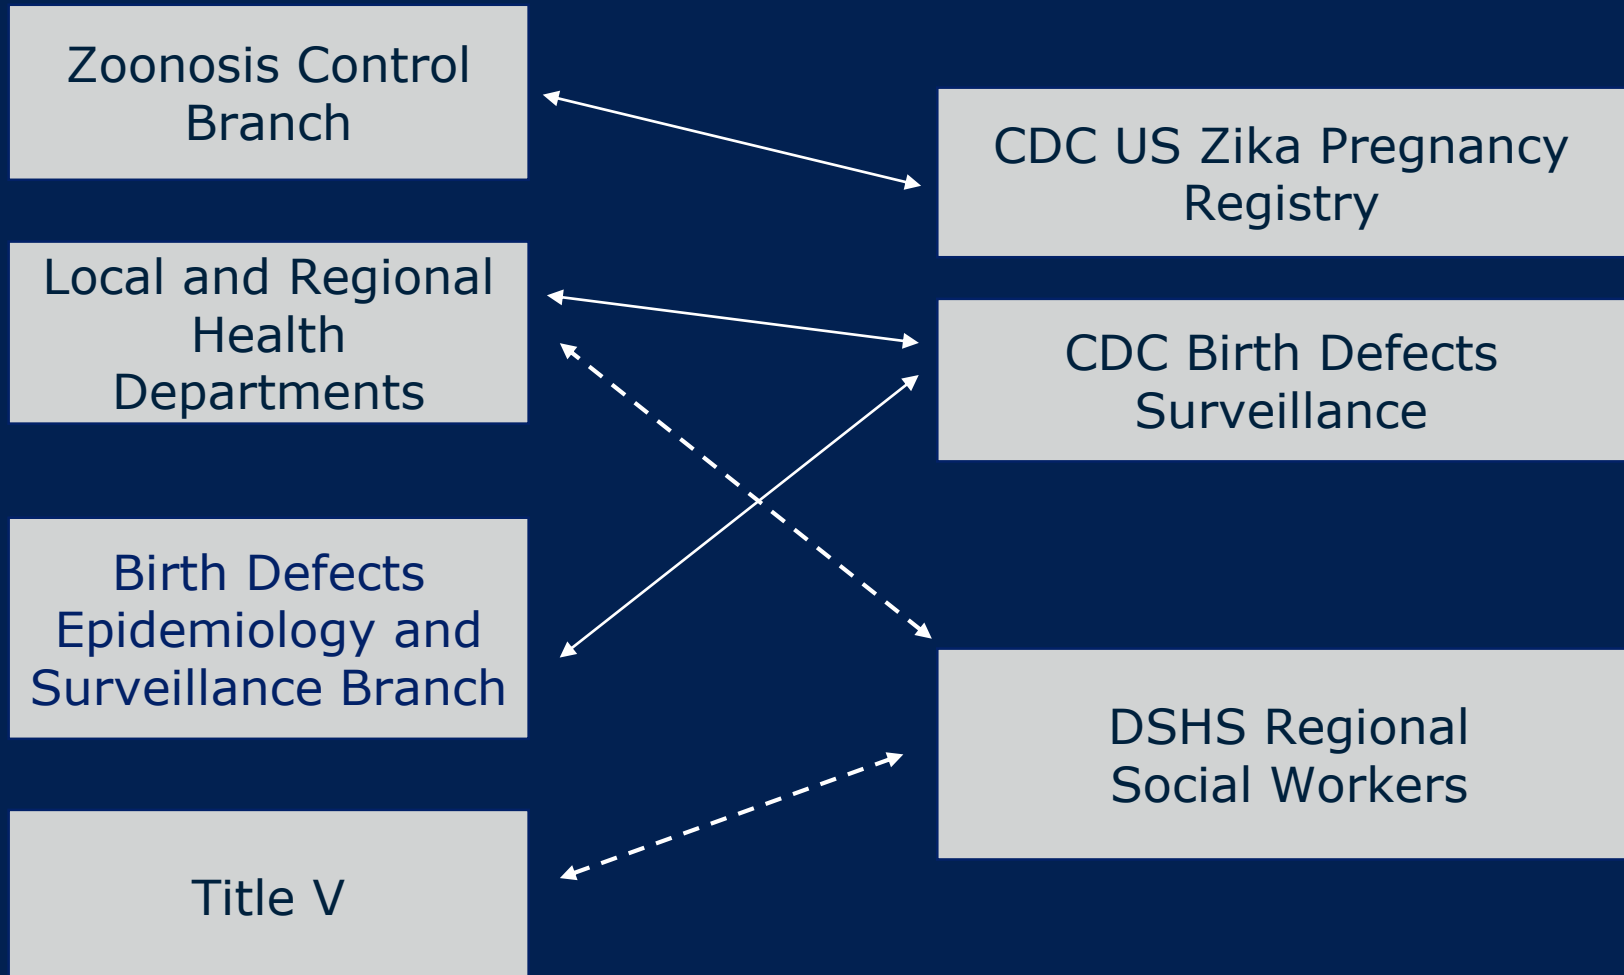 Zoonosis Control
Branch
Local and Regional
Health
Departments
Birth Defects
Epidemiology and
Surveillance Branch
Title V
CDC US Zika Pregnancy
Registry
CDC Birth Defects
Surveillance
DSHS Regional
Social Workers